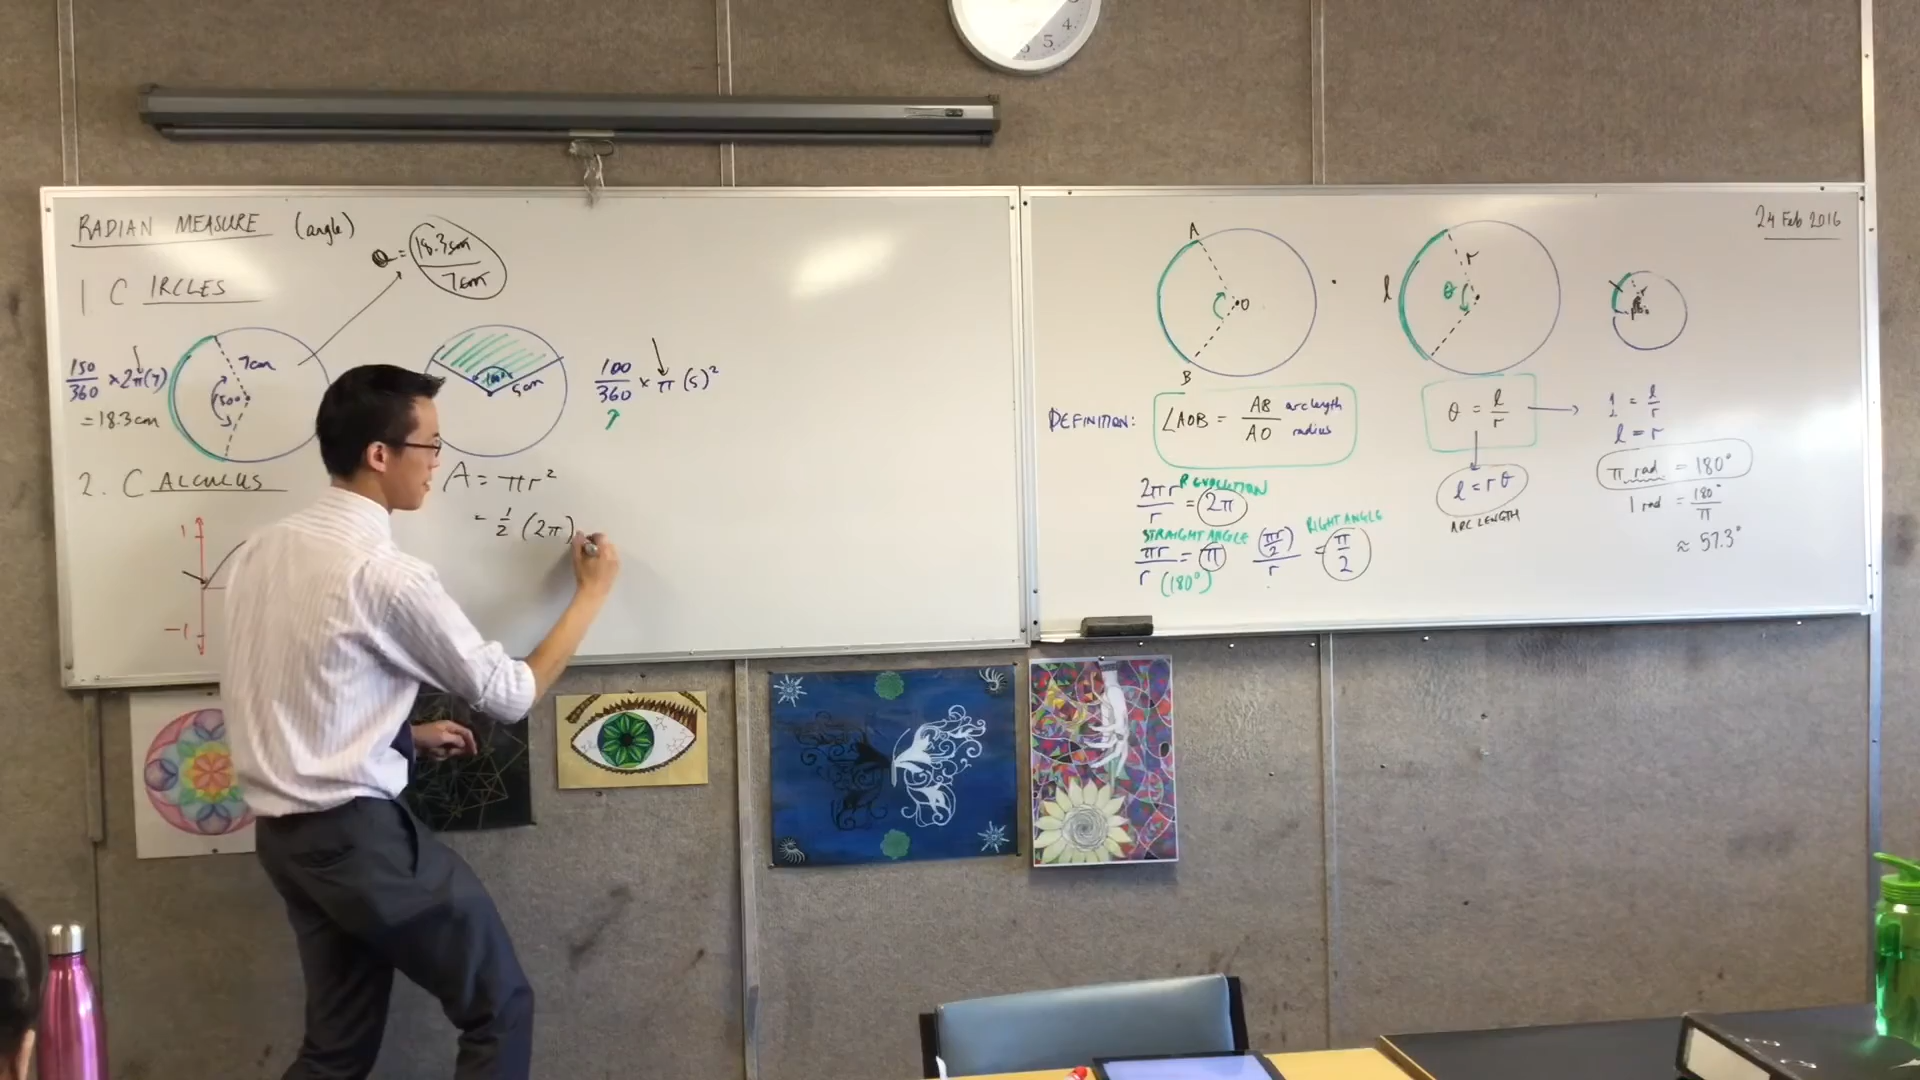 RADIAN MEASURE (angle)
θ = 18.3cm / 7cm
1 CIRCLES
150/360 × 2π(7)
= 18.3cm
7cm
150°
100°
5cm
100/360 × π (5)²
2. CALCULUS
1
-1
A = πr²
= 1/2 (2π)
24 Feb 2016
A
O
B
l
r
θ
DEFINITION: ∠AOB = AB/AO arc length radius
θ = l/r
1 = l/r
l = r
π rad = 180°
1 rad = 180°/π
≈ 57.3°
l = rθ
ARC LENGTH
REVOLUTION
2πr/r = 2π
STRAIGHT ANGLE
πr/r = π
(180°)
RIGHT ANGLE
(πr/2)/r = π/2
4
5